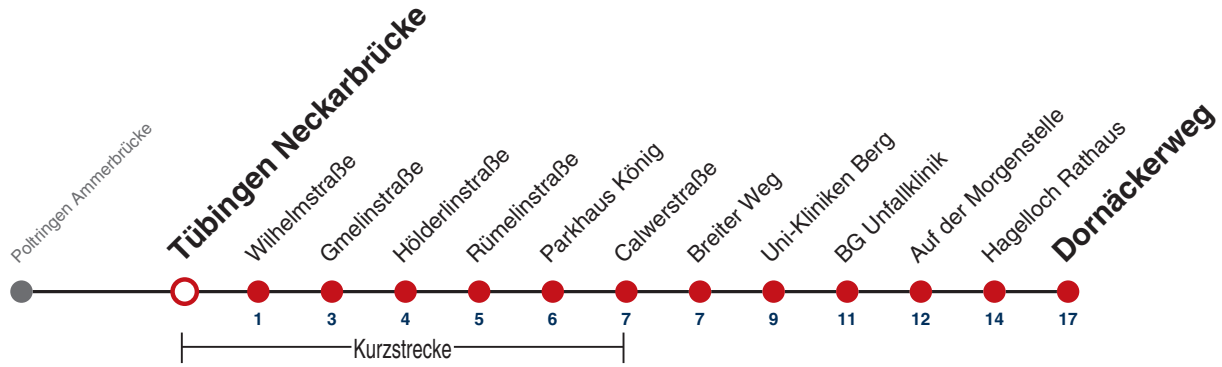 Poltringen Ammerbrücke
Tübingen Neckarbrücke
Wilhelmstraße
Gmelinstraße
Hölderlinstraße
Rümelinstraße
Parkhaus König
Calwerstraße
Breiter Weg
Uni-Kliniken Berg
BG Unfallklinik
Auf der Morgenstelle
Hagelloch Rathaus
Dornäckerweg
1 3 4 5 6 7 7 9 11 12 14 17
Kurzstrecke